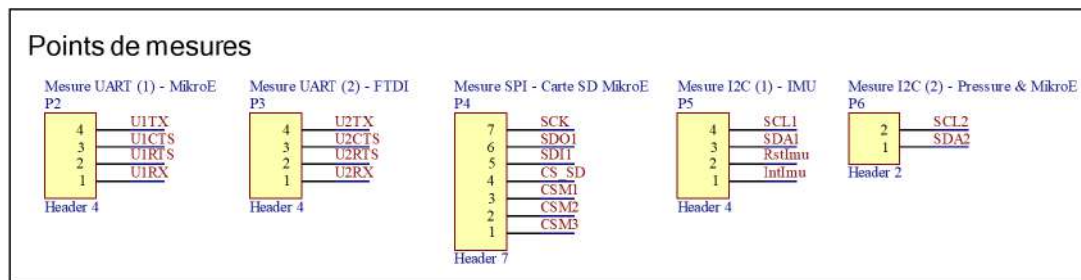 Points de mesures
Mesure UART (1) - MikroE
P2
4 U1TX
3 U1CTS
2 U1RTS
1 U1RX
Header 4
Mesure UART (2) - FTDI
P3
4 U2TX
3 U2CTS
2 U2RTS
1 U2RX
Header 4
Mesure SPI - Carte SD MikroE
P4
7 SCK
6 SDO1
5 SDI1
4 CS_SD
3 CSM1
2 CSM2
1 CSM3
Header 7
Mesure I2C (1) - IMU
P5
4 SCL1
3 SDA1
2 RstImu
1 IntImu
Header 4
Mesure I2C (2) - Pressure & MikroE
P6
2 SCL2
1 SDA2
Header 2